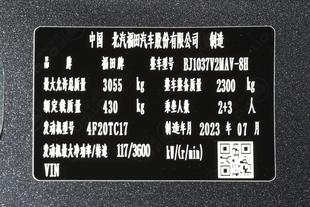 中国 北汽福田汽车股份有限公司 制造
品牌 福田牌 整车型号 BJ1037V2MAV-8H
最大允许总质量 3055 kg 整车整备质量 2300 kg
额定载质量 430 kg 乘坐人数 2+3 人
发动机型号 4F20TC17 制造年月 2023 年 07 月
发动机最大净功率/转速 117/3600 kW/(r/min)
VIN